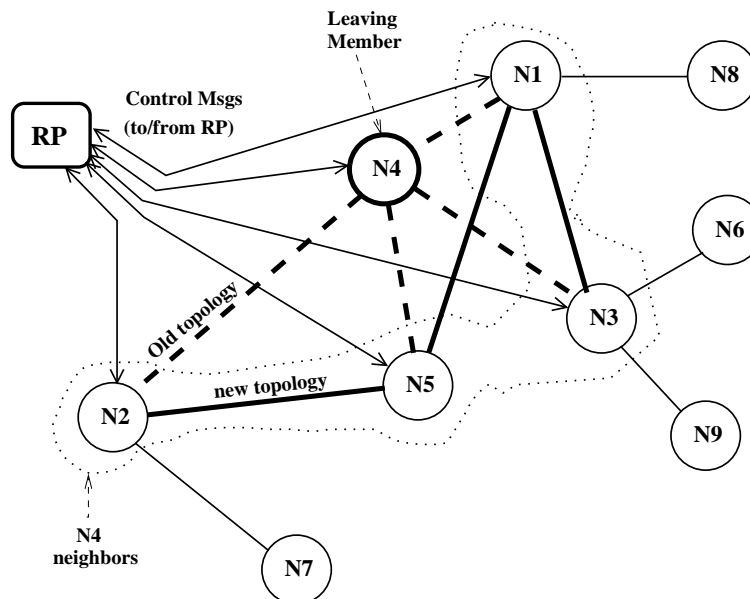 Leaving
Member
N1
N8
Control Msgs
(to/from RP)
RP
N4
N6
N3
Old topology
new topology
N5
N2
N9
N4
neighbors
N7